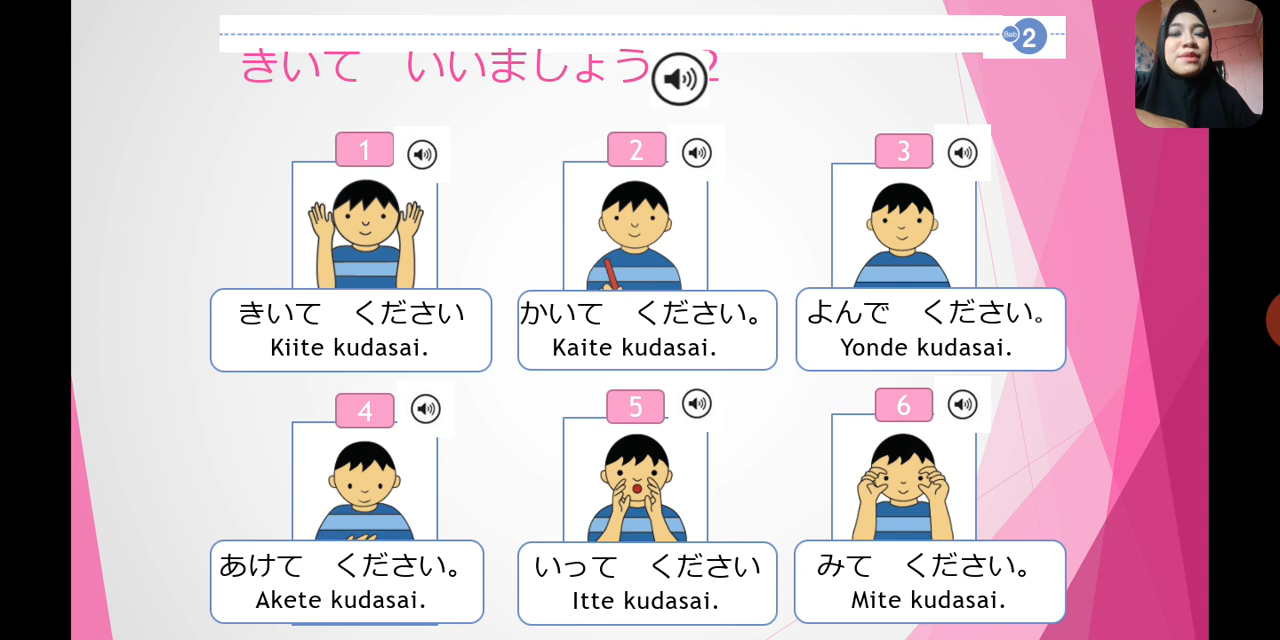 Bab 2
きいて いいましょう 2
1
きいて ください
Kiite kudasai.
2
かいて ください。
Kaite kudasai.
3
よんで ください。
Yonde kudasai.
4
あけて ください。
Akete kudasai.
5
いって ください
Itte kudasai.
6
みて ください。
Mite kudasai.